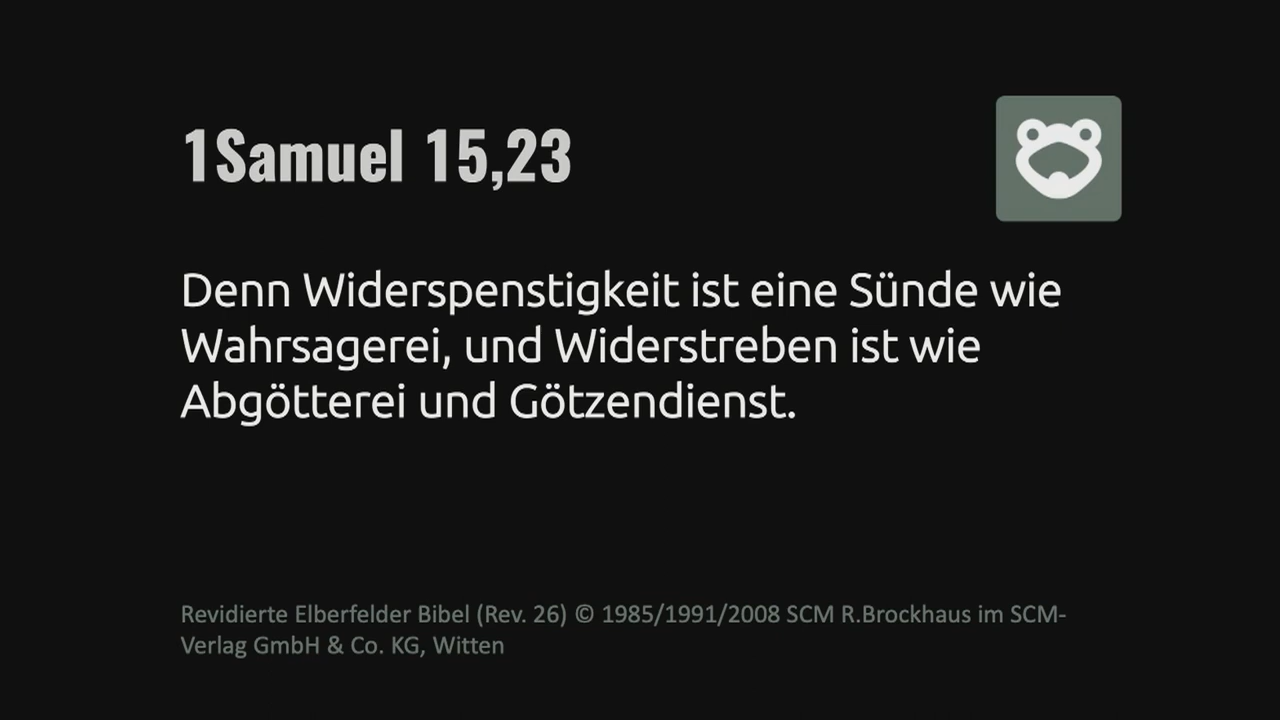 1Samuel 15,23
Denn Widerspenstigkeit ist eine Sünde wie
Wahrsagerei, und Widerstreben ist wie
Abgötterei und Götzendienst.
Revidierte Elberfelder Bibel (Rev. 26) © 1985/1991/2008 SCM R.Brockhaus im SCM-
Verlag GmbH & Co. KG, Witten